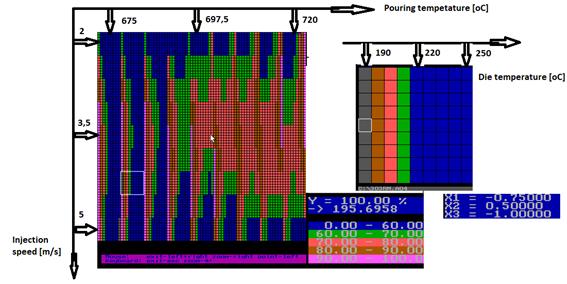 Pouring tempetature [oC]
675
697,5
720
2
190
220
250
Die temperature [oC]
3,5
Y = 100.00 %
-> 195.6958
X1 = -0.75000
X2 = 0.50000
X3 = -1.00000
5
0.00 - 60.00
60.00 - 70.00
70.00 - 80.00
80.00 - 90.00
Injection
speed [m/s]